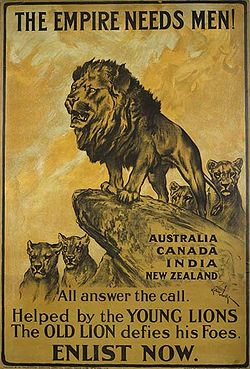 THE EMPIRE NEEDS MEN!
AUSTRALIA
CANADA
INDIA
NEW ZEALAND
All answer the call.
Helped by the YOUNG LIONS
The OLD LION defies his Foes.
ENLIST NOW.